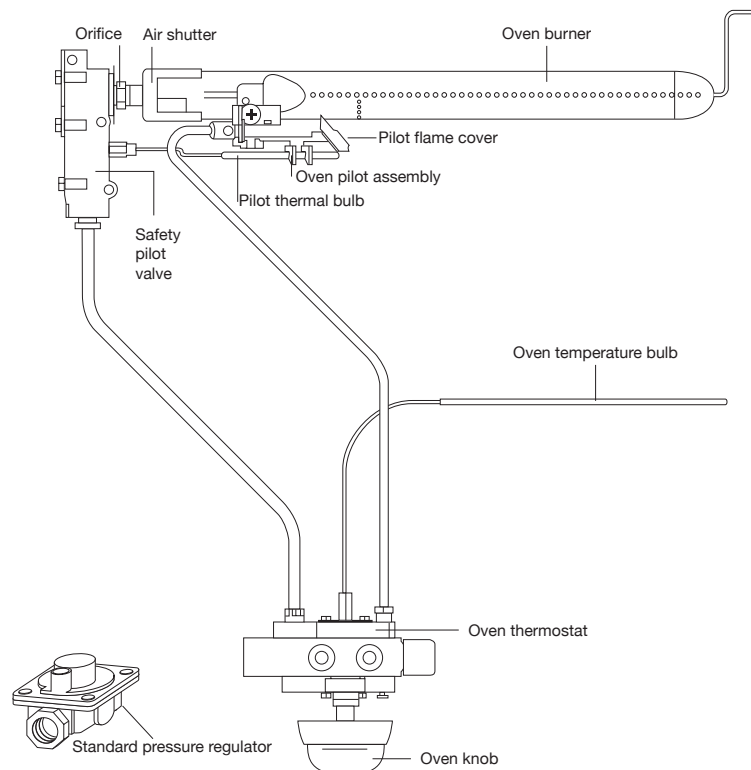 Orifice
Air shutter
Oven burner
Pilot flame cover
Oven pilot assembly
Pilot thermal bulb
Safety
pilot
valve
Oven temperature bulb
Oven thermostat
Standard pressure regulator
Oven knob